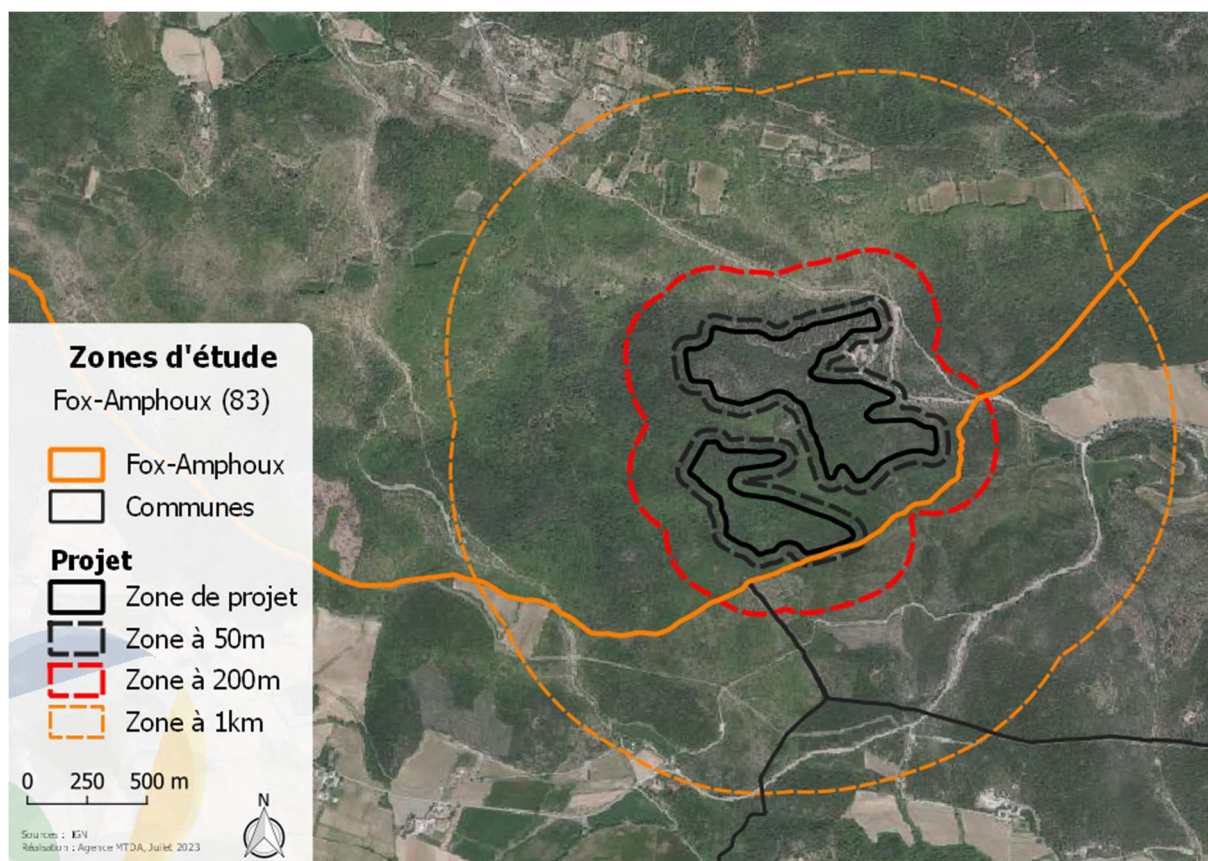 Zones d'étude
Fox-Amphoux (83)
Fox-Amphoux
Communes
Projet
Zone de projet
Zone à 50m
Zone à 200m
Zone à 1km
0 250 500 m
N
Sources : IGN
Réalisation : Agence MTDA, Juillet 2023